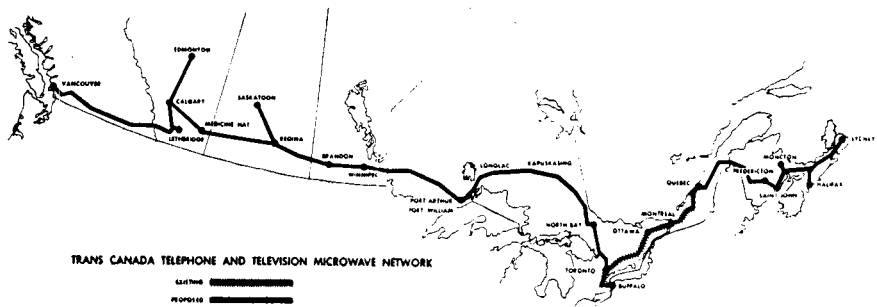 EDMONTON
VANCOUVER
SASKATOON
CALGARY
MEDICINE HAT
LETHBRIDGE
REGINA
BRANDON
WINNIPEG
LONGLAC
KAPUSKASING
PORT ARTHUR
FORT WILLIAM
NORTH BAY
OTTAWA
MONTREAL
QUEBEC
TORONTO
BUFFALO
FREDERICTON
MONCTON
SAINT JOHN
HALIFAX
SYDNEY
TRANS CANADA TELEPHONE AND TELEVISION MICROWAVE NETWORK
EXISTING
PROPOSED